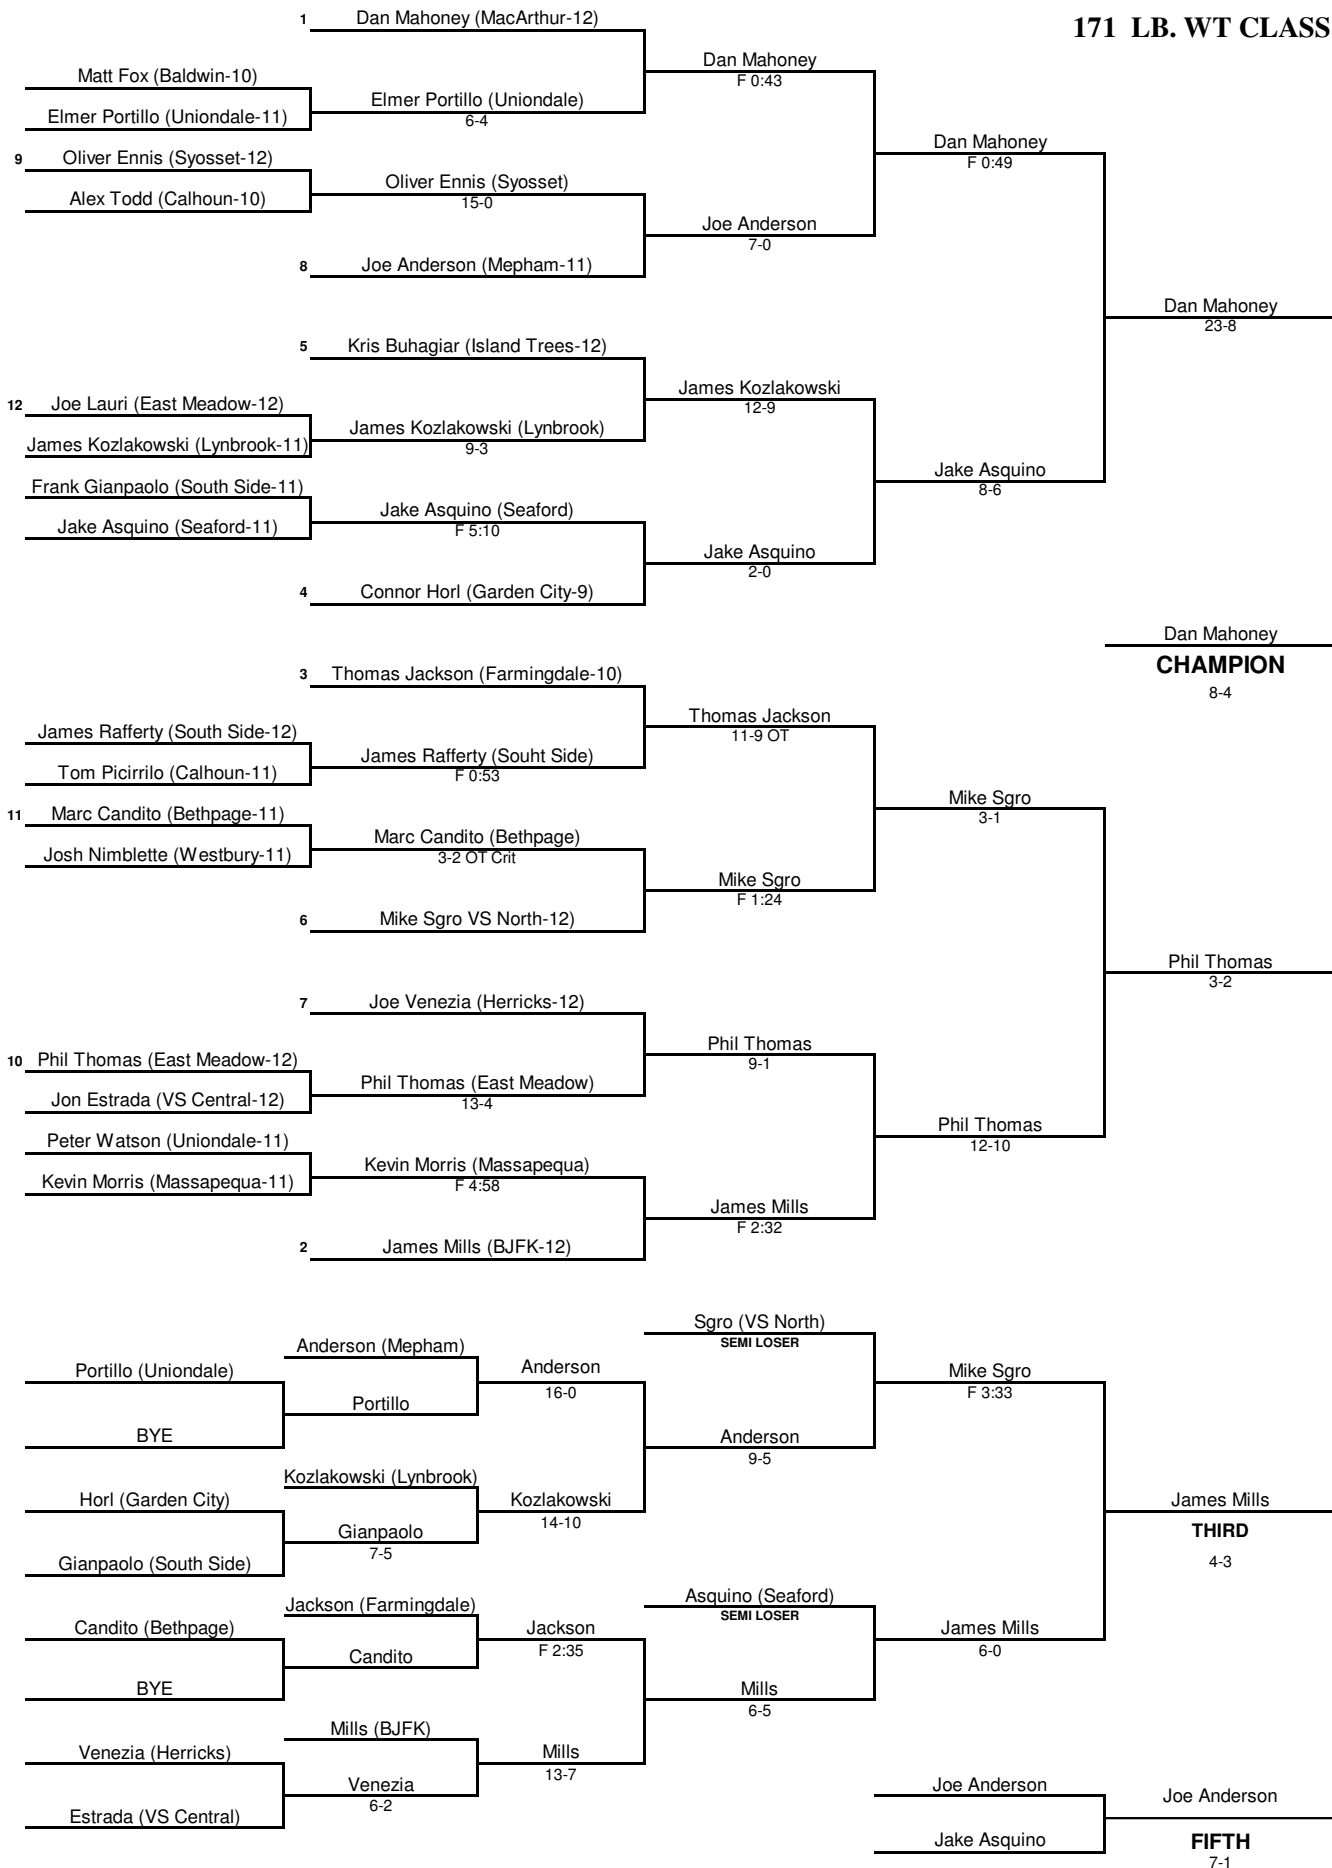 171 LB. WT CLASS
1 Dan Mahoney (MacArthur-12)
Dan Mahoney
F 0:43
Matt Fox (Baldwin-10)
Elmer Portillo (Uniondale)
6-4
Elmer Portillo (Uniondale-11)
Dan Mahoney
F 0:49
9 Oliver Ennis (Syosset-12)
Oliver Ennis (Syosset)
15-0
Alex Todd (Calhoun-10)
Joe Anderson
7-0
8 Joe Anderson (Mepham-11)
Dan Mahoney
23-8
5 Kris Buhagiar (Island Trees-12)
James Kozlakowski
12-9
12 Joe Lauri (East Meadow-12)
James Kozlakowski (Lynbrook)
9-3
James Kozlakowski (Lynbrook-11)
Jake Asquino
8-6
Frank Gianpaolo (South Side-11)
Jake Asquino (Seaford)
F 5:10
Jake Asquino (Seaford-11)
Jake Asquino
2-0
4 Connor Horl (Garden City-9)
Dan Mahoney
CHAMPION
8-4
3 Thomas Jackson (Farmingdale-10)
Thomas Jackson
11-9 OT
James Rafferty (South Side-12)
James Rafferty (Souht Side)
F 0:53
Tom Picirrilo (Calhoun-11)
Mike Sgro
3-1
11 Marc Candito (Bethpage-11)
Marc Candito (Bethpage)
3-2 OT Crit
Josh Nimblette (Westbury-11)
Mike Sgro
F 1:24
6 Mike Sgro VS North-12)
Phil Thomas
3-2
7 Joe Venezia (Herricks-12)
Phil Thomas
9-1
10 Phil Thomas (East Meadow-12)
Phil Thomas (East Meadow)
13-4
Jon Estrada (VS Central-12)
Phil Thomas
12-10
Peter Watson (Uniondale-11)
Kevin Morris (Massapequa)
F 4:58
Kevin Morris (Massapequa-11)
James Mills
F 2:32
2 James Mills (BJFK-12)
Sgro (VS North)
SEMI LOSER
Anderson (Mepham)
Portillo (Uniondale)
Anderson
16-0
Mike Sgro
F 3:33
Portillo
BYE
Anderson
9-5
Kozlakowski (Lynbrook)
Horl (Garden City)
Kozlakowski
14-10
James Mills
THIRD
4-3
Gianpaolo
7-5
Gianpaolo (South Side)
Asquino (Seaford)
SEMI LOSER
Jackson (Farmingdale)
Candito (Bethpage)
Jackson
F 2:35
James Mills
6-0
Candito
BYE
Mills
6-5
Mills (BJFK)
Venezia (Herricks)
Mills
13-7
Venezia
6-2
Estrada (VS Central)
Joe Anderson
Joe Anderson
Jake Asquino
FIFTH
7-1